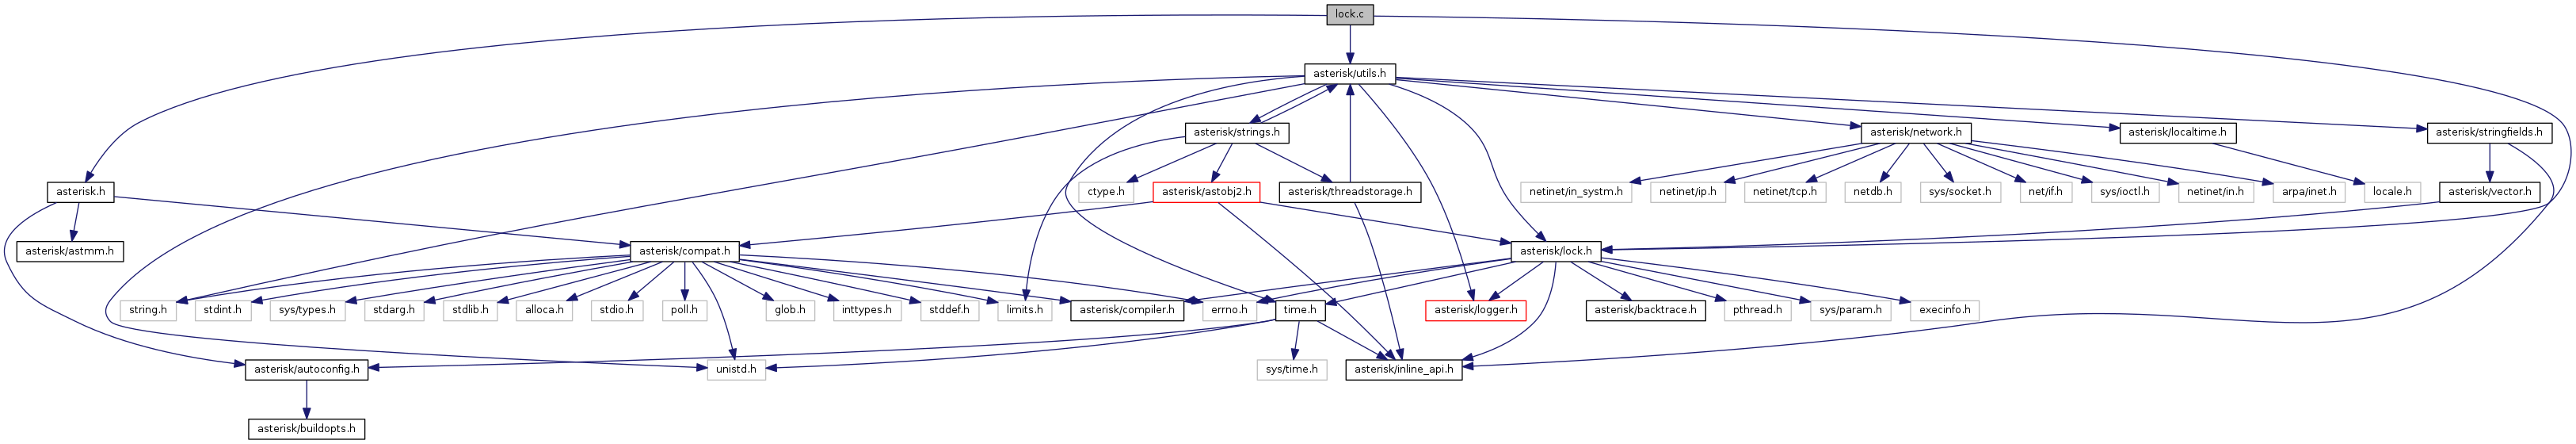 lock.c
asterisk/utils.h
asterisk/strings.h
asterisk/network.h
asterisk/localtime.h
asterisk/stringfields.h
asterisk.h
ctype.h
asterisk/astobj2.h
asterisk/threadstorage.h
netinet/in_systm.h
netinet/ip.h
netinet/tcp.h
netdb.h
sys/socket.h
net/if.h
sys/ioctl.h
netinet/in.h
arpa/inet.h
locale.h
asterisk/vector.h
asterisk/astmm.h
asterisk/compat.h
asterisk/lock.h
string.h
stdint.h
sys/types.h
stdarg.h
stdlib.h
alloca.h
stdio.h
poll.h
glob.h
inttypes.h
stddef.h
limits.h
asterisk/compiler.h
errno.h
time.h
asterisk/logger.h
asterisk/backtrace.h
pthread.h
sys/param.h
execinfo.h
asterisk/autoconfig.h
unistd.h
sys/time.h
asterisk/inline_api.h
asterisk/buildopts.h